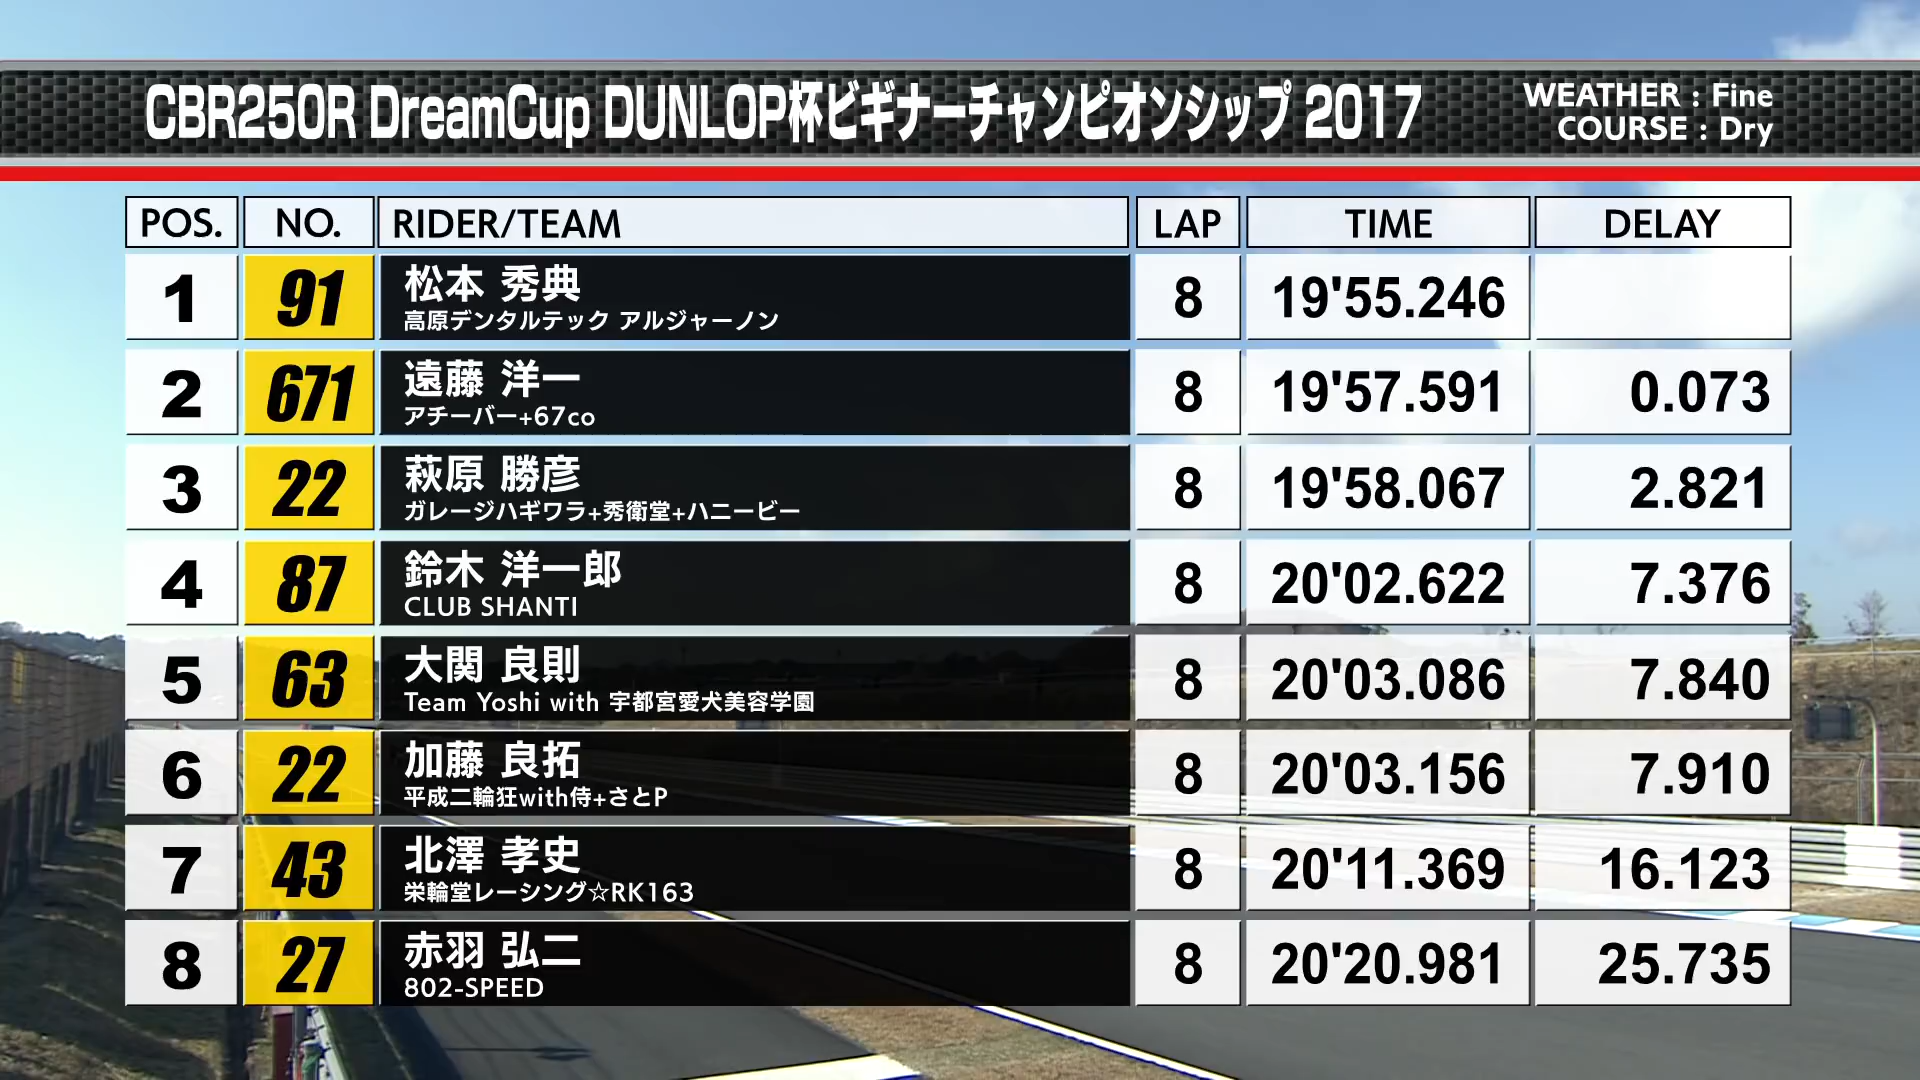 CBR250R DreamCup DUNLOP杯ビギナーチャンピオンシップ 2017
WEATHER : Fine
COURSE : Dry
POS. NO. RIDER/TEAM LAP TIME DELAY
1 91 松本 秀典 8 19'55.246
高原デンタルテック アルジャーノン
2 671 遠藤 洋一 8 19'57.591 0.073
アチーバー+67co
3 22 萩原 勝彦 8 19'58.067 2.821
ガレージハギワラ+秀衛堂+ハニービー
4 87 鈴木 洋一郎 8 20'02.622 7.376
CLUB SHANTI
5 63 大関 良則 8 20'03.086 7.840
Team Yoshi with 宇都宮愛犬美容学園
6 22 加藤 良拓 8 20'03.156 7.910
平成二輪狂with侍+さとP
7 43 北澤 孝史 8 20'11.369 16.123
栄輪堂レーシング☆RK163
8 27 赤羽 弘二 8 20'20.981 25.735
802-SPEED